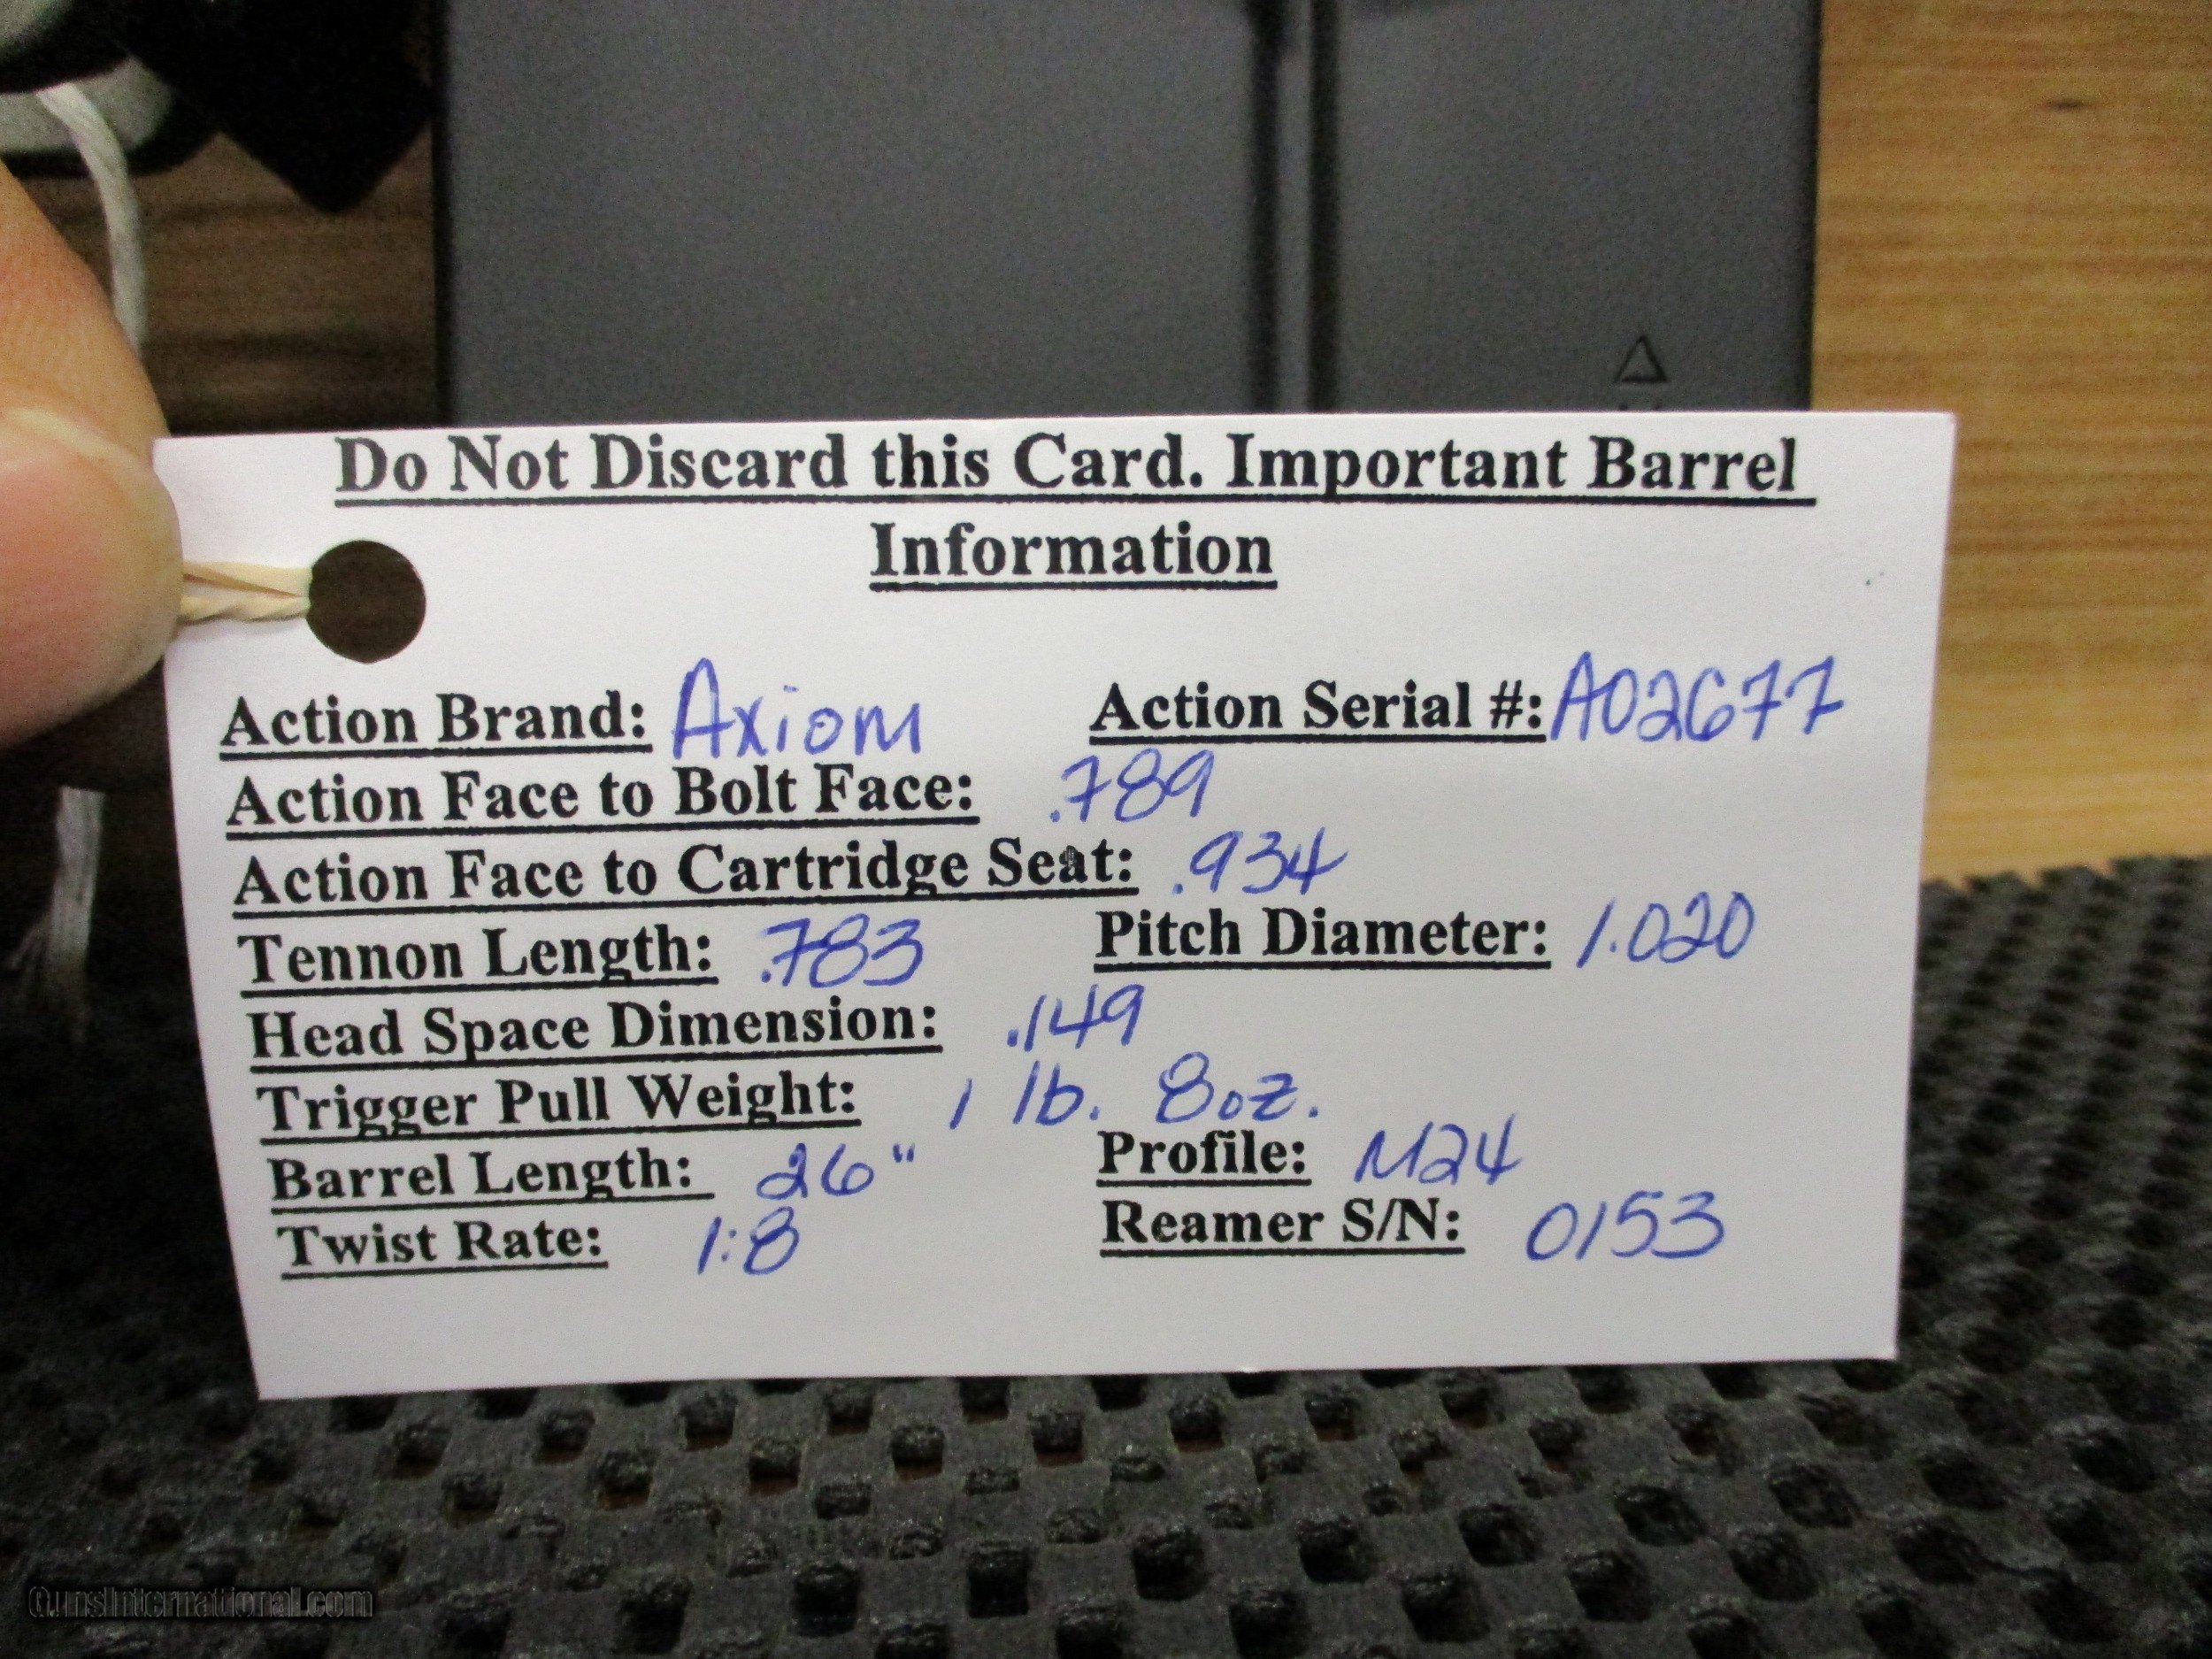 Do Not Discard this Card. Important Barrel
Information
Action Brand: Axiom Action Serial #: A02677
Action Face to Bolt Face: .789
Action Face to Cartridge Seat: .934
Tennon Length: .783 Pitch Diameter: 1.020
Head Space Dimension: .149
Trigger Pull Weight: 1 lb. 8oz.
Barrel Length: 26" Profile: M24
Twist Rate: 1:8 Reamer S/N: 0153
GunsInternational.com